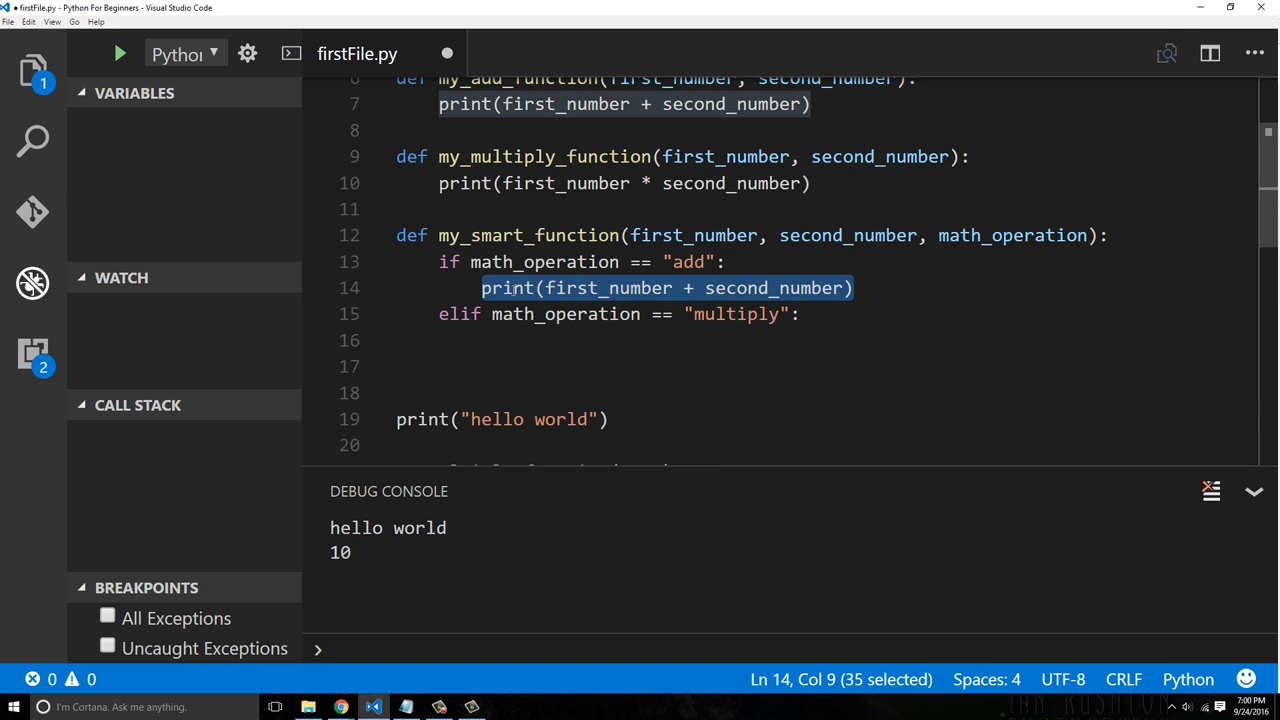 ● firstFile.py - Python For Beginners - Visual Studio Code
File Edit View Go Help
Python
firstFile.py
1
VARIABLES
WATCH
CALL STACK
BREAKPOINTS
All Exceptions
Uncaught Exceptions
2
6 def my_add_function(first_number, second_number):
7 print(first_number + second_number)
8
9 def my_multiply_function(first_number, second_number):
10 print(first_number * second_number)
11
12 def my_smart_function(first_number, second_number, math_operation):
13 if math_operation == "add":
14 print(first_number + second_number)
15 elif math_operation == "multiply":
16
17
18
19 print("hello world")
20
DEBUG CONSOLE
hello world
10
0 0 Ln 14, Col 9 (35 selected) Spaces: 4 UTF-8 CRLF Python
I'm Cortana. Ask me anything.
7:00 PM
9/24/2016